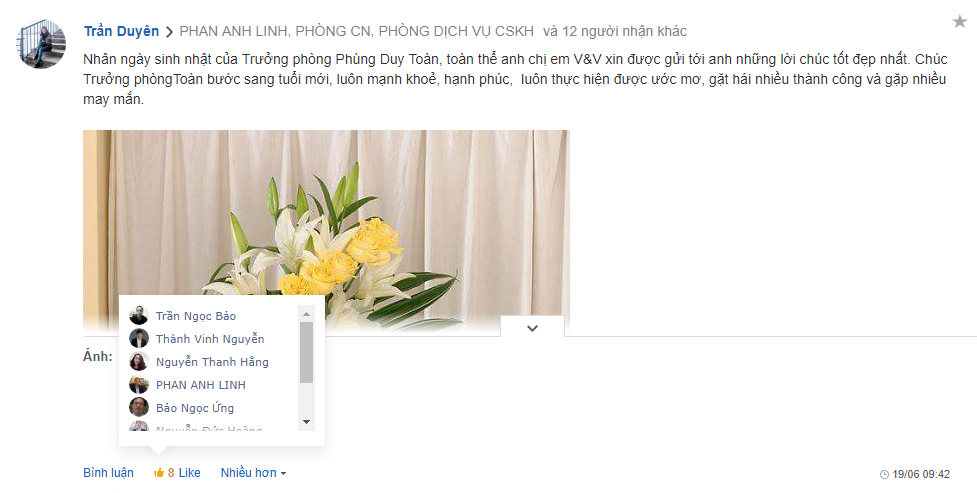 Trần Duyên > PHAN ANH LINH, PHÒNG CN, PHÒNG DỊCH VỤ CSKH và 12 người nhận khác
Nhân ngày sinh nhật của Trưởng phòng Phùng Duy Toàn, toàn thể anh chị em V&V xin được gửi tới anh những lời chúc tốt đẹp nhất. Chúc
Trưởng phòngToàn bước sang tuổi mới, luôn mạnh khoẻ, hạnh phúc, luôn thực hiện được ước mơ, gặt hái nhiều thành công và gặp nhiều
may mắn.
Trần Ngọc Bảo
Thành Vinh Nguyễn
Ảnh:
Nguyễn Thanh Hằng
PHAN ANH LINH
Bảo Ngọc Ứng
Nguyễn Đức Hoàng
Bình luận 8 Like Nhiều hơn 19/06 09:42